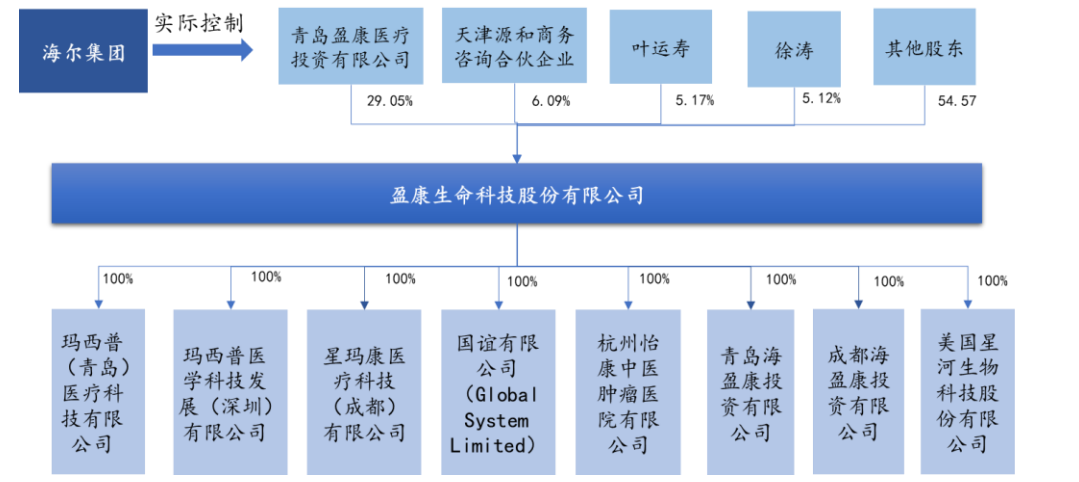 海尔集团
实际控制
青岛盈康医疗
投资有限公司
天津源和商务
咨询合伙企业
叶运寿
徐涛
其他股东
29.05%
6.09%
5.17%
5.12%
54.57
盈康生命科技股份有限公司
100%
100%
100%
100%
100%
100%
100%
100%
玛西普
（青岛）
医疗科
技有限
公司
玛西普医
学科技发
展（深圳）
有限公司
星玛康医
疗科技
（成都）
有限公司
国谊有限
公司
（Global
System
Limited）
杭州怡
康中医
肿瘤医
院有限
公司
青岛海
盈康投
资有限
公司
成都海
盈康投
资有限
公司
美国星
河生物
科技股
份有限
公司